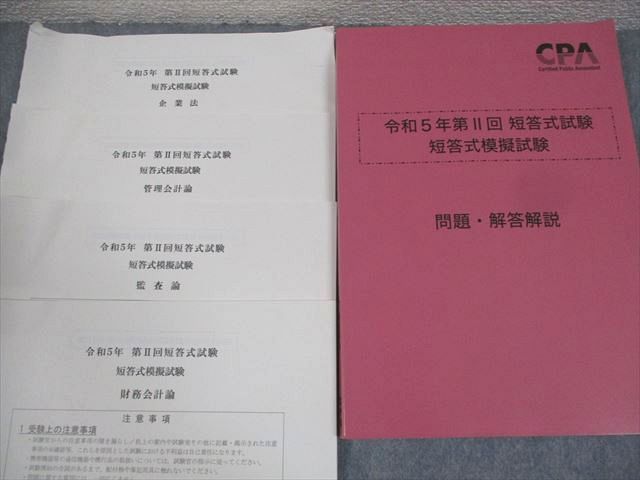 令和5年 第Ⅱ回短答式試験
短答式模擬試験
企業法
令和5年 第Ⅱ回短答式試験
短答式模擬試験
管理会計論
令和5年 第Ⅱ回短答式試験
短答式模擬試験
監査論
令和5年 第Ⅱ回短答式試験
短答式模擬試験
財務会計論
注意事項
1 受験上の注意事項
CPA
Certified Public Accountant
令和5年第Ⅱ回 短答式試験
短答式模擬試験
問題・解答解説